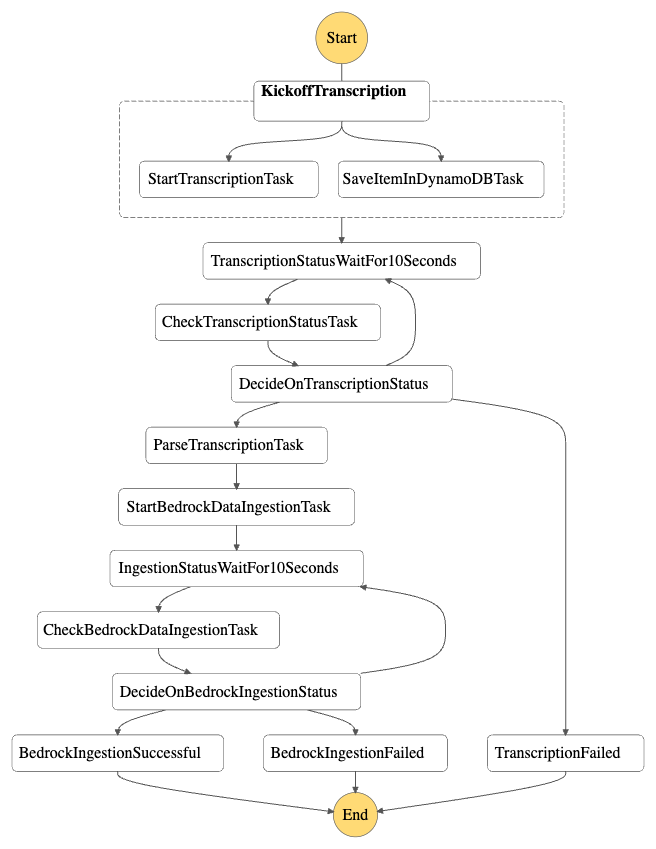 Start
KickoffTranscription
StartTranscriptionTask
SaveItemInDynamoDBTask
TranscriptionStatusWaitFor10Seconds
CheckTranscriptionStatusTask
DecideOnTranscriptionStatus
ParseTranscriptionTask
StartBedrockDataIngestionTask
IngestionStatusWaitFor10Seconds
CheckBedrockDataIngestionTask
DecideOnBedrockIngestionStatus
BedrockIngestionSuccessful
BedrockIngestionFailed
TranscriptionFailed
End